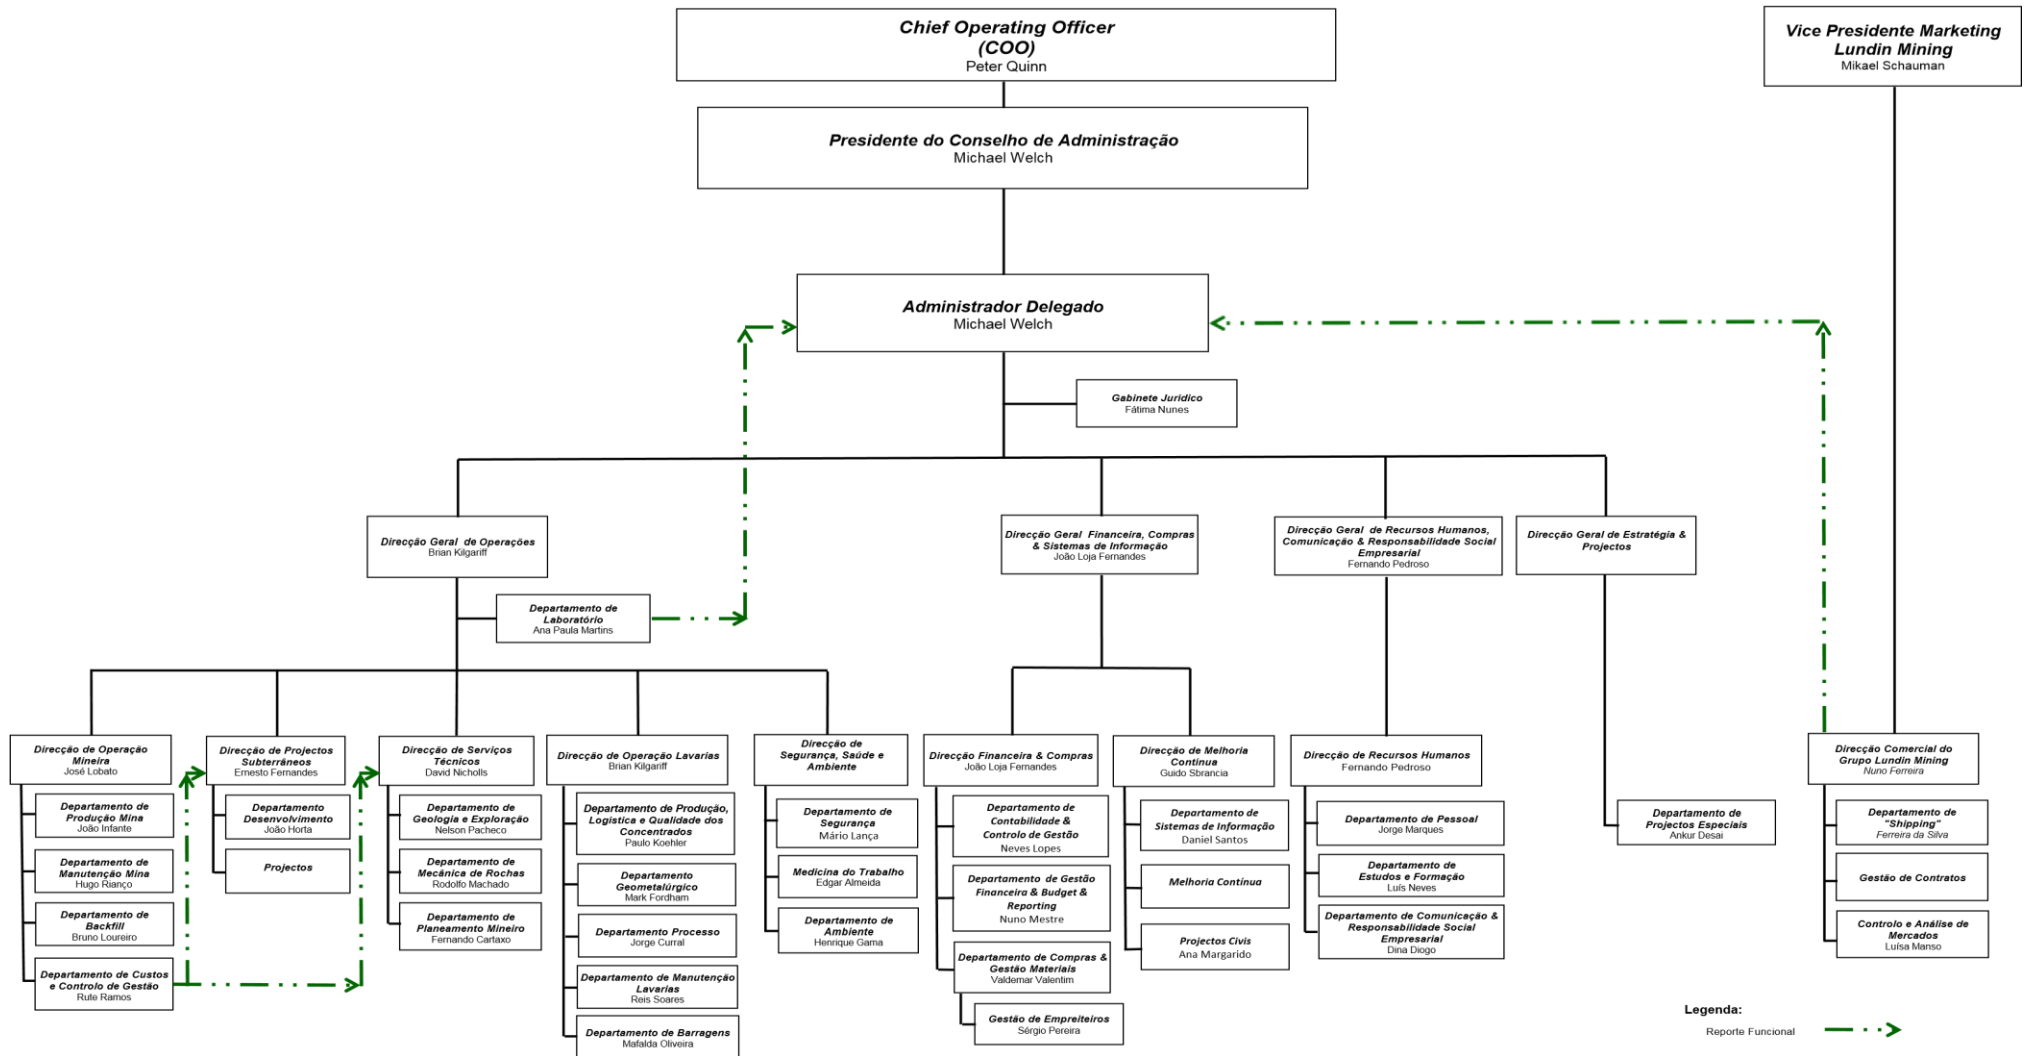 Chief Operating Officer
(COO)
Peter Quinn
Vice Presidente Marketing
Lundin Mining
Mikael Schauman
Presidente do Conselho de Administração
Michael Welch
Administrador Delegado
Michael Welch
Gabinete Jurídico
Fátima Nunes
Direcção Geral de Operações
Brian Kilgariff
Direcção Geral Financeira, Compras
& Sistemas de Informação
João Loja Fernandes
Direcção Geral de Recursos Humanos,
Comunicação & Responsabilidade Social
Empresarial
Fernando Pedroso
Direcção Geral de Estratégia &
Projectos
Departamento de
Laboratório
Ana Paula Martins
Direcção de Operação
Mineira
José Lobato
Departamento de
Produção Mina
João Infante
Departamento de
Manutenção Mina
Hugo Rianço
Departamento de
Backfill
Bruno Loureiro
Departamento de Custos
e Controlo de Gestão
Rute Ramos
Direcção de Projectos
Subterrâneos
Ernesto Fernandes
Departamento
Desenvolvimento
João Horta
Projectos
Direcção de Serviços
Técnicos
David Nicholls
Departamento de
Geologia e Exploração
Nelson Pacheco
Departamento de
Mecânica de Rochas
Rodolfo Machado
Departamento de
Planeamento Mineiro
Fernando Cartaxo
Direcção de Operação Lavarias
Brian Kilgariff
Departamento de Produção,
Logistica e Qualidade dos
Concentrados
Paulo Koehler
Departamento
Geometalúrgico
Mark Fordham
Departamento Processo
Jorge Curral
Departamento de Manutenção
Lavarias
Reis Soares
Departamento de Barragens
Mafalda Oliveira
Direcção de
Segurança, Saúde e
Ambiente
Departamento de
Segurança
Mário Lança
Medicina do Trabalho
Edgar Almeida
Departamento de
Ambiente
Henrique Gama
Direcção Financeira & Compras
João Loja Fernandes
Departamento de
Contabilidade &
Controlo de Gestão
Neves Lopes
Departamento de Gestão
Financeira & Budget &
Reporting
Nuno Mestre
Departamento de Compras &
Gestão Materiais
Valdemar Valentim
Gestão de Empreiteiros
Sérgio Pereira
Direcção de Melhoria
Contínua
Guido Sbrancia
Departamento de
Sistemas de Informação
Daniel Santos
Melhoria Contínua
Projectos Civis
Ana Margarido
Direcção de Recursos Humanos
Fernando Pedroso
Departamento de Pessoal
Jorge Marques
Departamento de
Estudos e Formação
Luís Neves
Departamento de Comunicação &
Responsabilidade Social
Empresarial
Dina Diogo
Departamento de
Projectos Especiais
Ankur Desai
Direcção Comercial do
Grupo Lundin Mining
Nuno Ferreira
Departamento de
"Shipping"
Ferreira da Silva
Gestão de Contratos
Controlo e Análise de
Mercados
Luísa Manso
Legenda:
Reporte Funcional